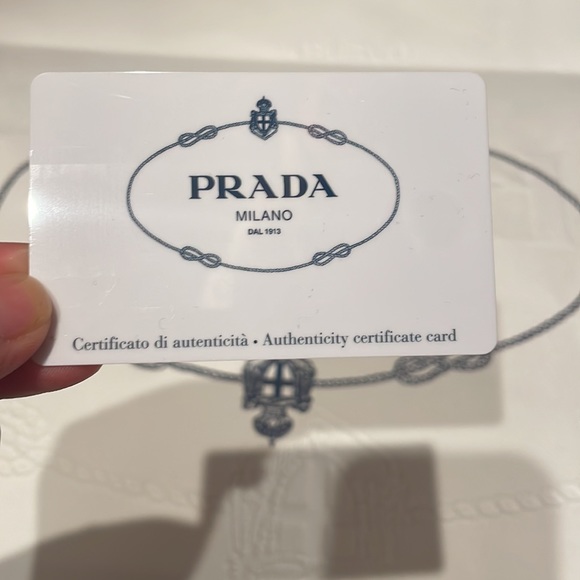 PRADA
MILANO
DAL 1913
Certificato di autenticità • Authenticity certificate card